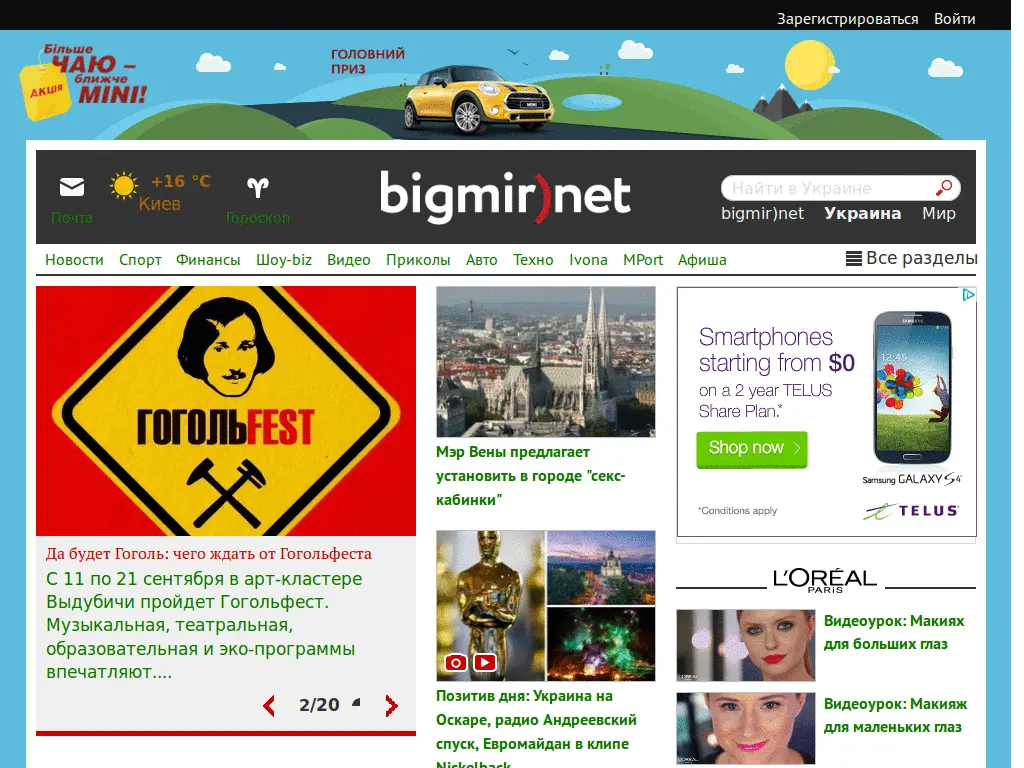 Зарегистрироваться Войти
Більше
ЧАЮ –
ближче
MINI!
АКЦІЯ
ГОЛОВНИЙ
ПРИЗ
Почта
+16 °C
Киев
Гороскоп
bigmir)net
Найти в Украине
bigmir)net Украина Мир
Новости Спорт Финансы Шоу-biz Видео Приколы Авто Техно Ivona MPort Афиша
Все разделы
ГОГОЛЬFEST
Да будет Гоголь: чего ждать от Гогольфеста
С 11 по 21 сентября в арт-кластере
Выдубичи пройдет Гогольфест.
Музыкальная, театральная,
образовательная и эко-программы
впечатляют....
2/20
Мэр Вены предлагает
установить в городе "секс-
кабинки"
Позитив дня: Украина на
Оскаре, радио Андреевский
спуск, Евромайдан в клипе
Nickelback
Smartphones
starting from $0
on a 2 year TELUS
Share Plan.*
Shop now
SAMSUNG
12:45
Samsung GALAXY S4
*Conditions apply
TELUS
L'ORÉAL
PARIS
Видеоурок: Макияж
для больших глаз
Видеоурок: Макияж
для маленьких глаз